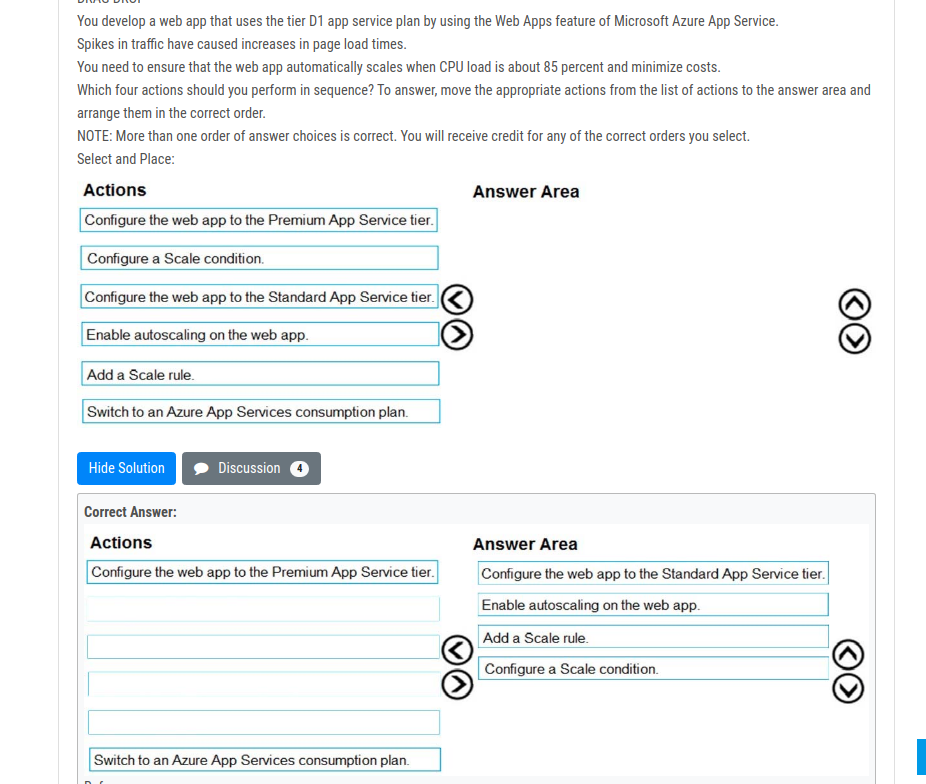 DRAG DROP
You develop a web app that uses the tier D1 app service plan by using the Web Apps feature of Microsoft Azure App Service.
Spikes in traffic have caused increases in page load times.
You need to ensure that the web app automatically scales when CPU load is about 85 percent and minimize costs.
Which four actions should you perform in sequence? To answer, move the appropriate actions from the list of actions to the answer area and
arrange them in the correct order.
NOTE: More than one order of answer choices is correct. You will receive credit for any of the correct orders you select.
Select and Place:
Actions
Answer Area
Configure the web app to the Premium App Service tier.
Configure a Scale condition.
Configure the web app to the Standard App Service tier.
Enable autoscaling on the web app.
Add a Scale rule.
Switch to an Azure App Services consumption plan.
Hide Solution
Discussion 4
Correct Answer:
Actions
Answer Area
Configure the web app to the Premium App Service tier.
Configure the web app to the Standard App Service tier.
Enable autoscaling on the web app.
Add a Scale rule.
Configure a Scale condition.
Switch to an Azure App Services consumption plan.